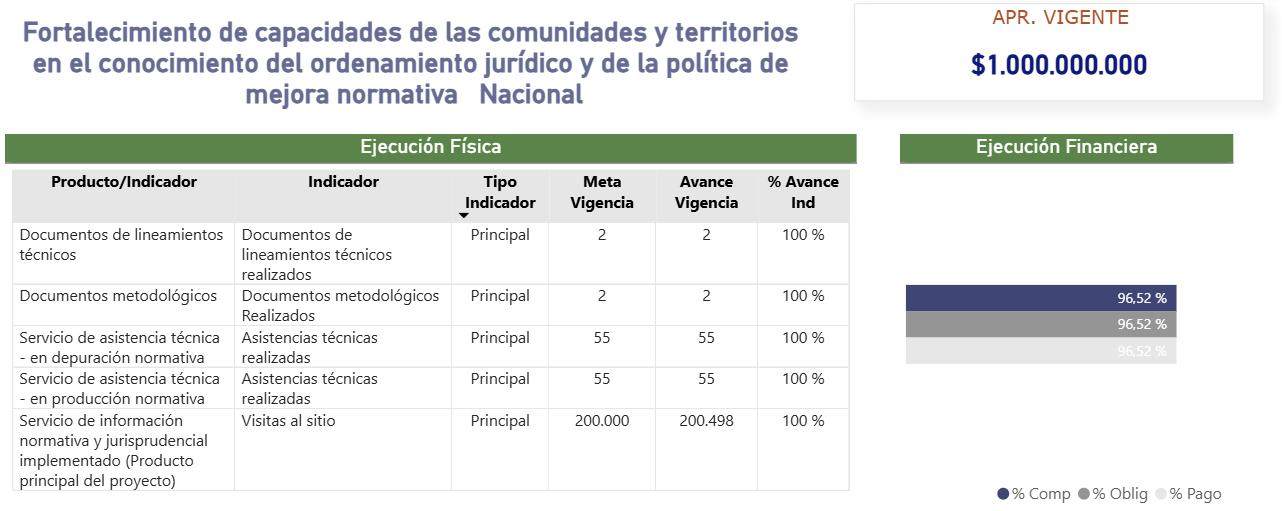 Fortalecimiento de capacidades de las comunidades y territorios
en el conocimiento del ordenamiento jurídico y de la política de
mejora normativa Nacional
APR. VIGENTE
$1.000.000.000
Ejecución Física
Producto/Indicador
Indicador
Tipo
Indicador
Meta
Vigencia
Avance
Vigencia
% Avance
Ind
Documentos de lineamientos
técnicos
Documentos de
lineamientos técnicos
realizados
Principal
2
2
100 %
Documentos metodológicos
Documentos metodológicos
Realizados
Principal
2
2
100 %
Servicio de asistencia técnica
- en depuración normativa
Asistencias técnicas
realizadas
Principal
55
55
100 %
Servicio de asistencia técnica
- en producción normativa
Asistencias técnicas
realizadas
Principal
55
55
100 %
Servicio de información
normativa y jurisprudencial
implementado (Producto
principal del proyecto)
Visitas al sitio
Principal
200.000
200.498
100 %
Ejecución Financiera
96,52 %
96,52 %
96,52 %
% Comp % Oblig % Pago